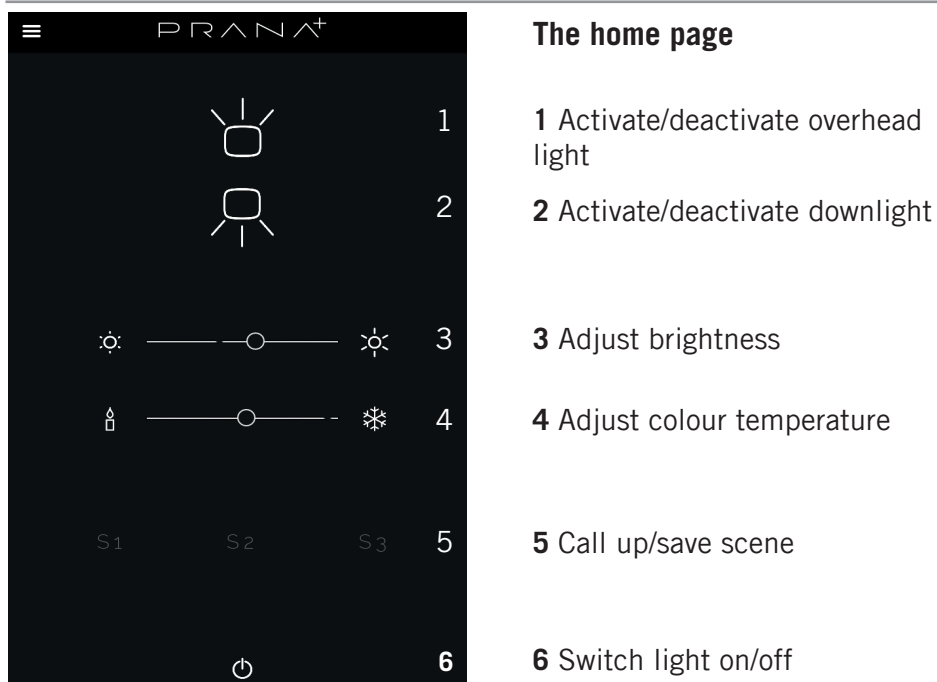 PRANA+
The home page
1
1 Activate/deactivate overhead
light
2
2 Activate/deactivate downlight
3
3 Adjust brightness
4
4 Adjust colour temperature
S1 S2 S3 5
5 Call up/save scene
6
6 Switch light on/off